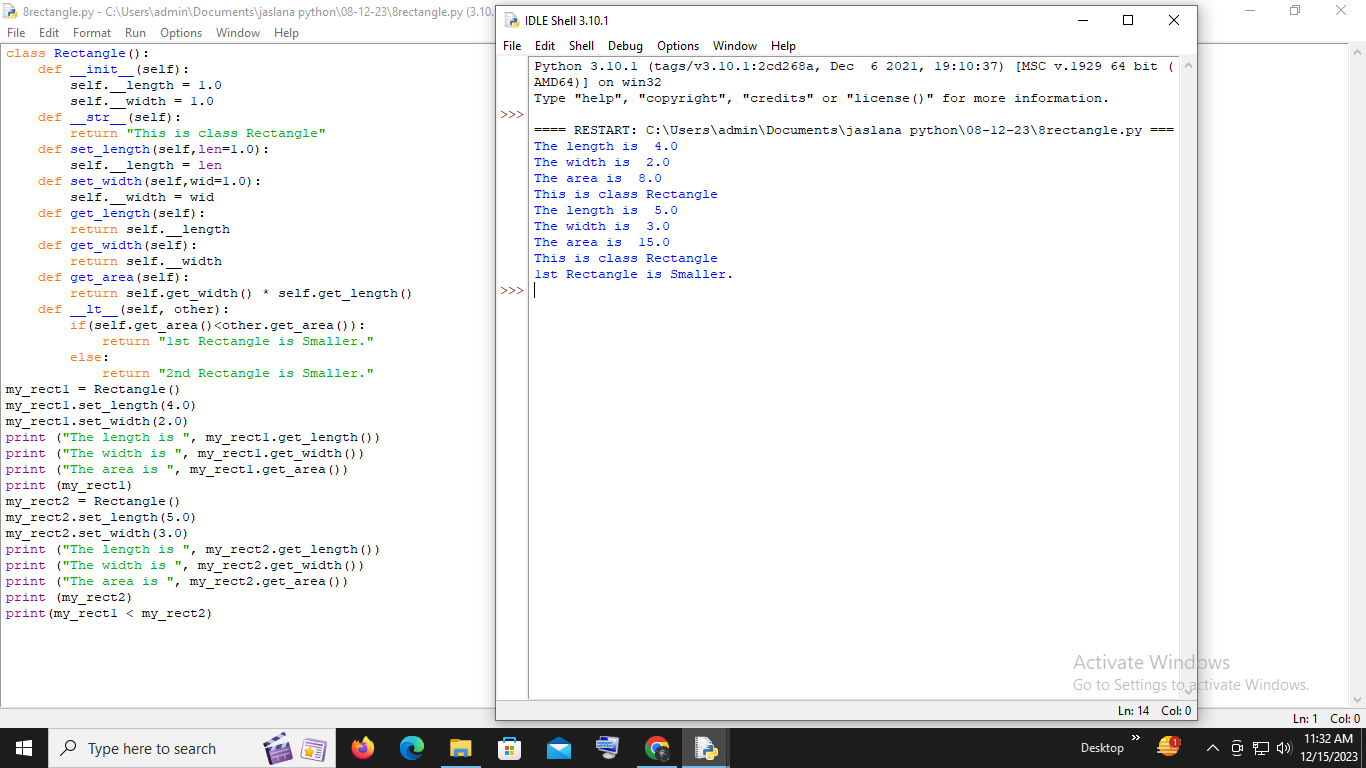 8rectangle.py - C:\Users\admin\Documents\jaslana python\08-12-23\8rectangle.py (3.10.
File Edit Format Run Options Window Help
class Rectangle():
    def __init__(self):
        self.__length = 1.0
        self.__width = 1.0
    def __str__(self):
        return "This is class Rectangle"
    def set_length(self,len=1.0):
        self.__length = len
    def set_width(self,wid=1.0):
        self.__width = wid
    def get_length(self):
        return self.__length
    def get_width(self):
        return self.__width
    def get_area(self):
        return self.get_width() * self.get_length()
    def __lt__(self, other):
        if(self.get_area()<other.get_area()):
            return "1st Rectangle is Smaller."
        else:
            return "2nd Rectangle is Smaller."
my_rect1 = Rectangle()
my_rect1.set_length(4.0)
my_rect1.set_width(2.0)
print ("The length is ", my_rect1.get_length())
print ("The width is ", my_rect1.get_width())
print ("The area is ", my_rect1.get_area())
print (my_rect1)
my_rect2 = Rectangle()
my_rect2.set_length(5.0)
my_rect2.set_width(3.0)
print ("The length is ", my_rect2.get_length())
print ("The width is ", my_rect2.get_width())
print ("The area is ", my_rect2.get_area())
print (my_rect2)
print(my_rect1 < my_rect2)
IDLE Shell 3.10.1
File Edit Shell Debug Options Window Help
Python 3.10.1 (tags/v3.10.1:2cd268a, Dec  6 2021, 19:10:37) [MSC v.1929 64 bit (
AMD64)] on win32
Type "help", "copyright", "credits" or "license()" for more information.
>>>
==== RESTART: C:\Users\admin\Documents\jaslana python\08-12-23\8rectangle.py ===
The length is  4.0
The width is  2.0
The area is  8.0
This is class Rectangle
The length is  5.0
The width is  3.0
The area is  15.0
This is class Rectangle
1st Rectangle is Smaller.
>>>
Activate Windows
Go to Settings to activate Windows.
Ln: 14 Col: 0
Ln: 1 Col: 0
Type here to search
Desktop
1
11:32 AM
12/15/2023